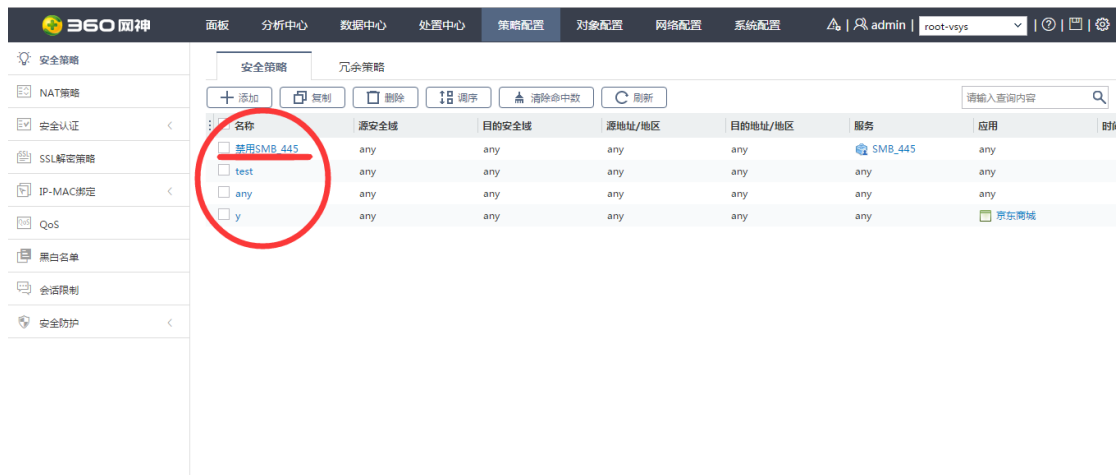 360网神 面板 分析中心 数据中心 处置中心 策略配置 对象配置 网络配置 系统配置 admin root-vsys
安全策略
NAT策略
安全认证
SSL解密策略
IP-MAC绑定
QoS
黑白名单
会话限制
安全防护
安全策略 冗余策略
添加 复制 删除 调序 清除命中数 刷新 请输入查询内容
名称 源安全域 目的安全域 源地址/地区 目的地址/地区 服务 应用
禁用SMB_445 any any any any SMB_445 any
test any any any any any any
any any any any any any any
y any any any any any 京东商城